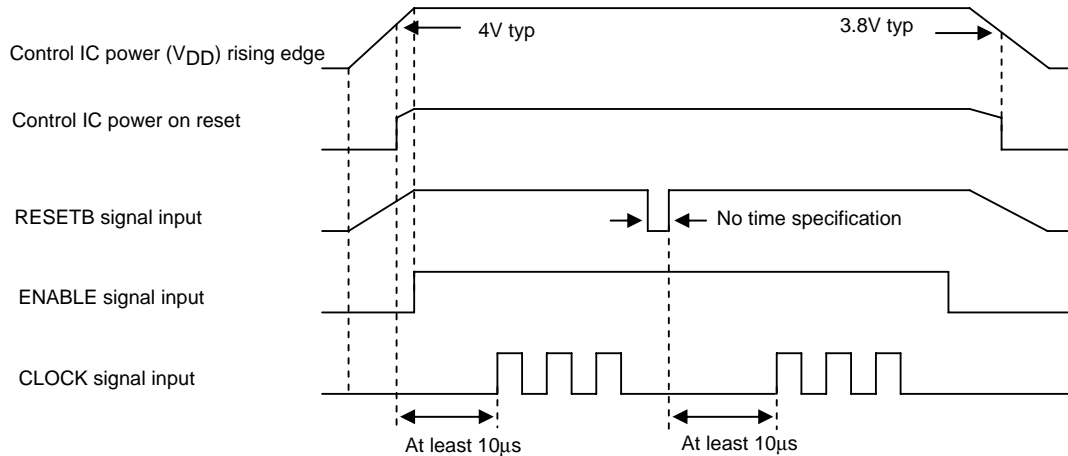 4V typ
3.8V typ
Control IC power (VDD) rising edge
Control IC power on reset
RESETB signal input
No time specification
ENABLE signal input
CLOCK signal input
At least 10μs
At least 10μs